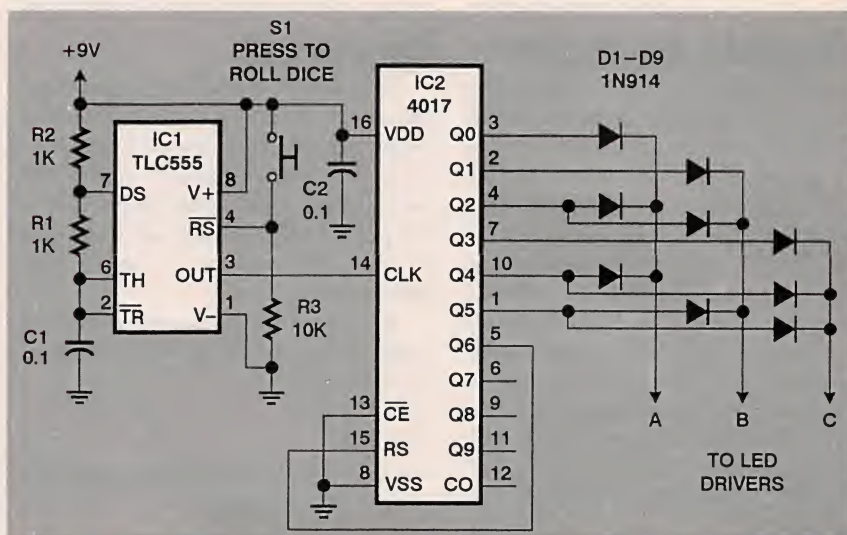 +9V
S1
PRESS TO
ROLL DICE
D1–D9
1N914
R2
1K
R1
1K
C1
0.1
IC1
TLC555
7
DS
V+
8
RS
4
6
TH
OUT
3
2
TR
V–
1
R3
10K
C2
0.1
IC2
4017
16
VDD
14
CLK
13
CE
15
RS
8
VSS
Q0
3
Q1
2
Q2
4
Q3
7
Q4
10
Q5
1
Q6
5
Q7
6
Q8
9
Q9
11
CO
12
A
B
C
TO LED
DRIVERS